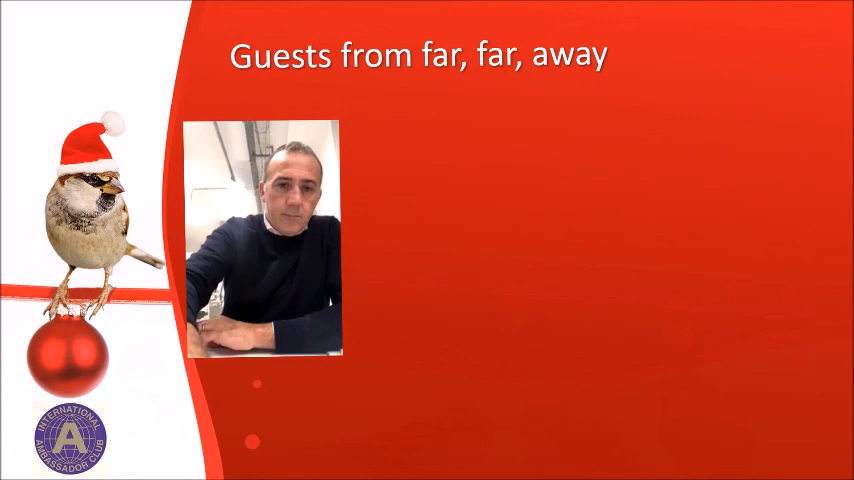 Guests from far, far, away
INTERNATIONAL
A
AMBASSADOR CLUB